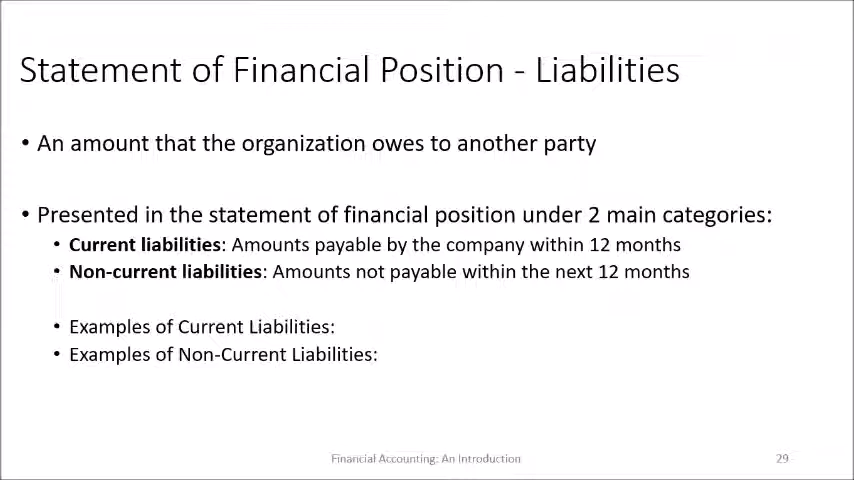 Statement of Financial Position - Liabilities
• An amount that the organization owes to another party
• Presented in the statement of financial position under 2 main categories:
• Current liabilities: Amounts payable by the company within 12 months
• Non-current liabilities: Amounts not payable within the next 12 months
• Examples of Current Liabilities:
• Examples of Non-Current Liabilities:
Financial Accounting: An Introduction
29